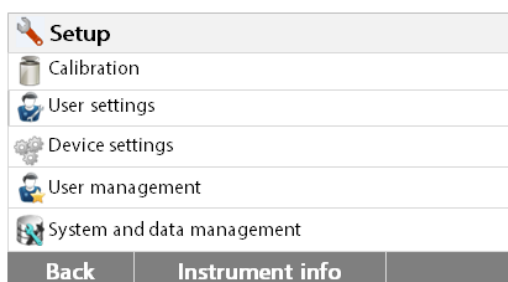 Setup
Calibration
User settings
Device settings
User management
System and data management
Back Instrument info